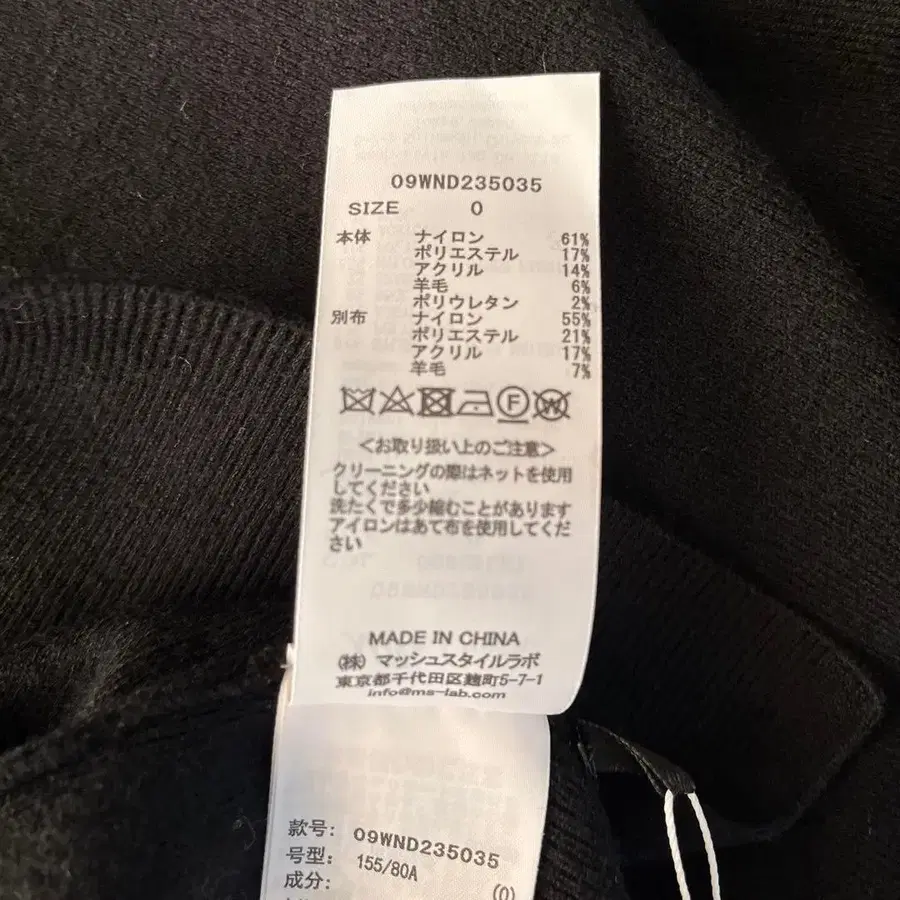 09WND235035
SIZE 0
本体 ナイロン 61%
ポリエステル 17%
アクリル 14%
羊毛 6%
ポリウレタン 2%
別布 ナイロン 55%
ポリエステル 21%
アクリル 17%
羊毛 7%
F W
<お取り扱い上のご注意>
クリーニングの際はネットを使用
してください
洗たくで多少縮むことがあります
アイロンはあて布を使用してくだ
さい
MADE IN CHINA
(株) マッシュスタイルラボ
東京都千代田区麹町5-7-1
info@ms-lab.com
款号: 09WND235035
号型: 155/80A
成分: (0)